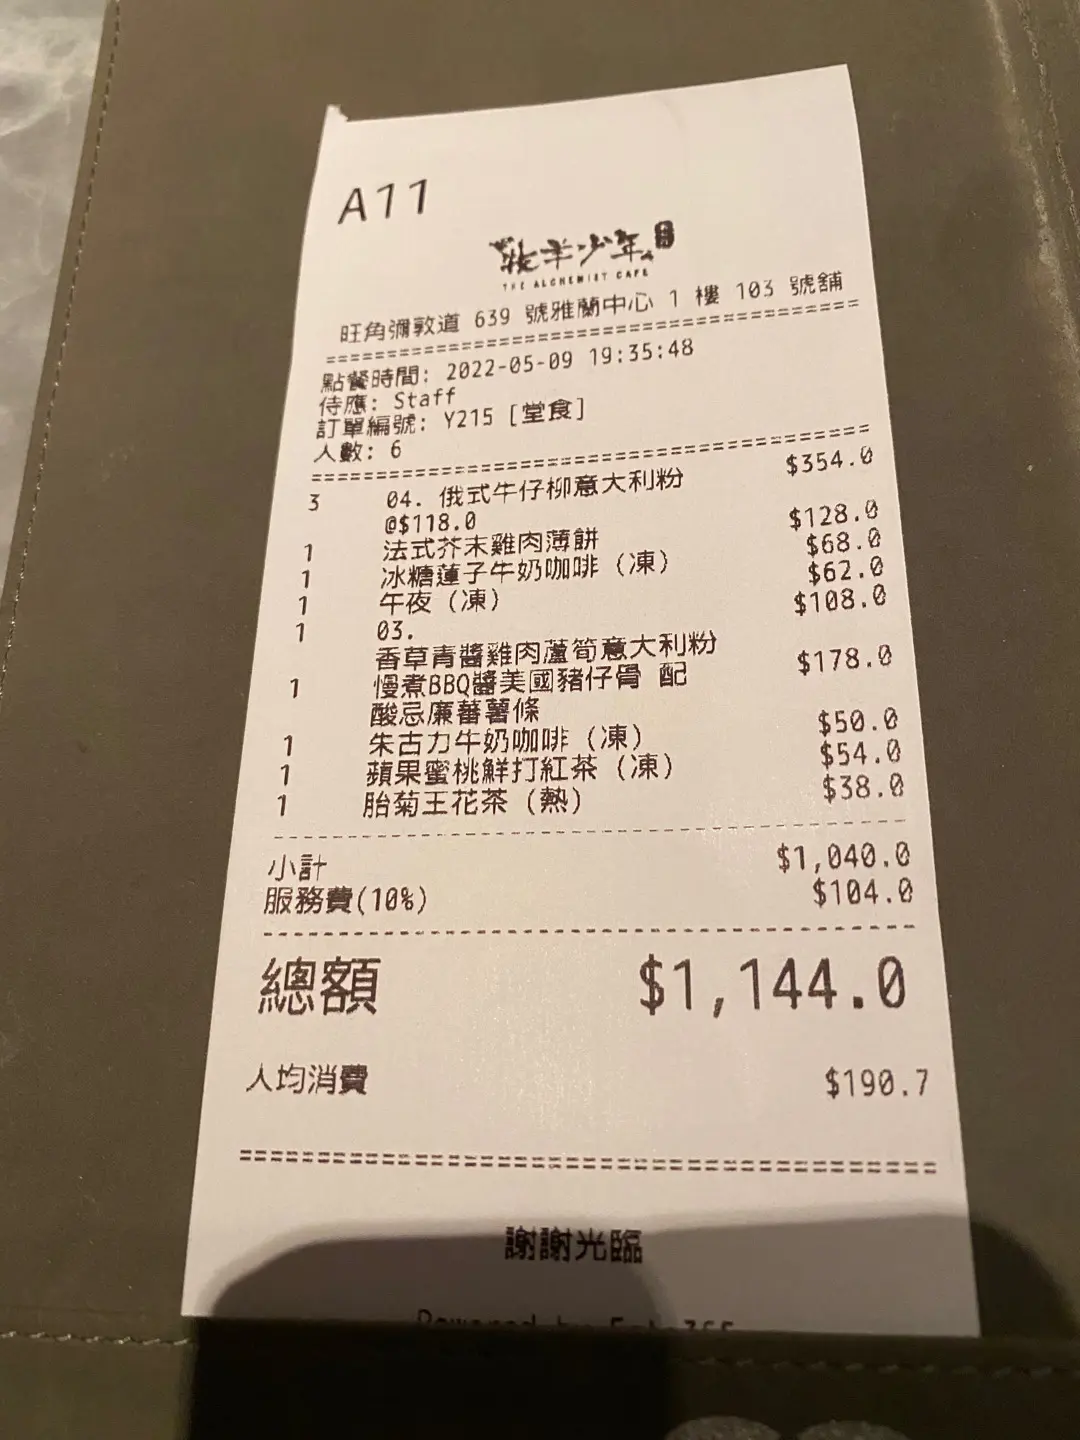 A11
牧羊少年
THE ALCHEMIST CAFE
旺角彌敦道 639 號雅蘭中心 1 樓 103 號舖
點餐時間: 2022-05-09 19:35:48
侍應: Staff
訂單編號: Y215 [堂食]
人數: 6
3 04. 俄式牛仔柳意大利粉 $354.0
@$118.0
1 法式芥末雞肉薄餅 $128.0
1 冰糖蓮子牛奶咖啡 (凍) $68.0
1 午夜 (凍) $62.0
1 03. $108.0
香草青醬雞肉蘆筍意大利粉
1 慢煮BBQ醬美國豬仔骨 配 $178.0
酸忌廉蕃薯條
1 朱古力牛奶咖啡 (凍) $50.0
1 蘋果蜜桃鮮打紅茶 (凍) $54.0
1 胎菊王花茶 (熱) $38.0
小計 $1,040.0
服務費(10%) $104.0
總額 $1,144.0
人均消費 $190.7
謝謝光臨
Powered by